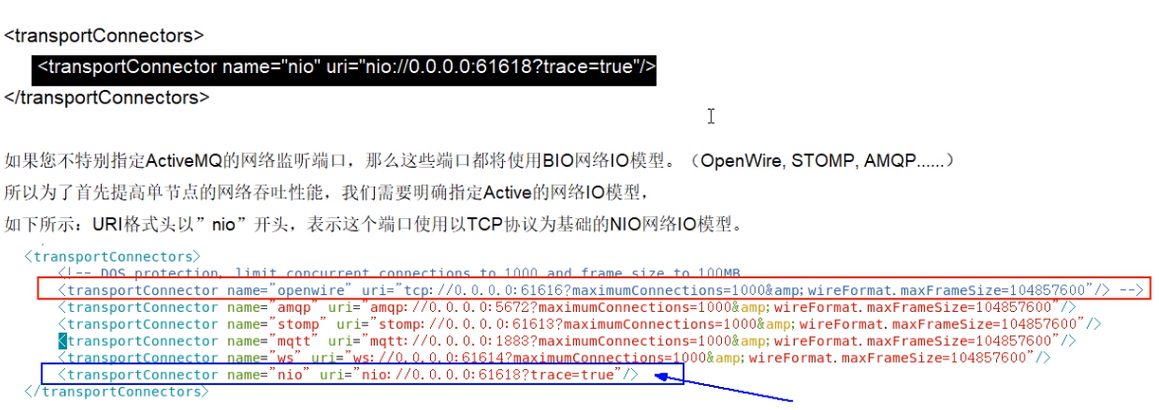 <transportConnectors>
<transportConnector name="nio" uri="nio://0.0.0.0:61618?trace=true"/>
</transportConnectors>
如果您不特别指定ActiveMQ的网络监听端口，那么这些端口都将使用BIO网络IO模型。（OpenWire, STOMP, AMQP......）
所以为了首先提高单节点的网络吞吐性能，我们需要明确指定Active的网络IO模型，
如下所示：URI格式头以”nio”开头，表示这个端口使用以TCP协议为基础的NIO网络IO模型。
<transportConnectors>
<!-- DOS protection, limit concurrent connections to 1000 and frame size to 100MB
<transportConnector name="openwire" uri="tcp://0.0.0.0:61616?maximumConnections=1000&amp;wireFormat.maxFrameSize=104857600"/> -->
<transportConnector name="amqp" uri="amqp://0.0.0.0:5672?maximumConnections=1000&amp;wireFormat.maxFrameSize=104857600"/>
<transportConnector name="stomp" uri="stomp://0.0.0.0:61613?maximumConnections=1000&amp;wireFormat.maxFrameSize=104857600"/>
<transportConnector name="mqtt" uri="mqtt://0.0.0.0:1883?maximumConnections=1000&amp;wireFormat.maxFrameSize=104857600"/>
<transportConnector name="ws" uri="ws://0.0.0.0:61614?maximumConnections=1000&amp;wireFormat.maxFrameSize=104857600"/>
<transportConnector name="nio" uri="nio://0.0.0.0:61618?trace=true"/>
</transportConnectors>